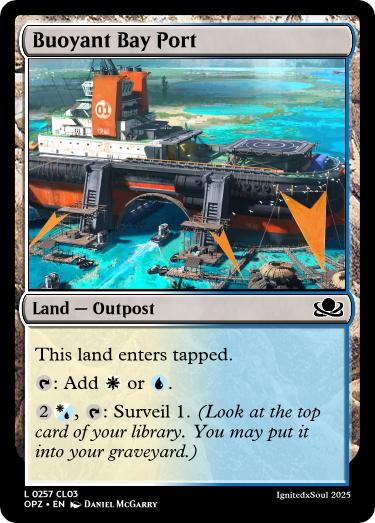 Buoyant Bay Port
01
Land — Outpost
This land enters tapped.
: Add or .
2 , : Surveil 1. (Look at the top
card of your library. You may put it
into your graveyard.)
L 0257 CL03
OPZ • EN DANIEL MCGARRY
IgnitedxSoul 2025